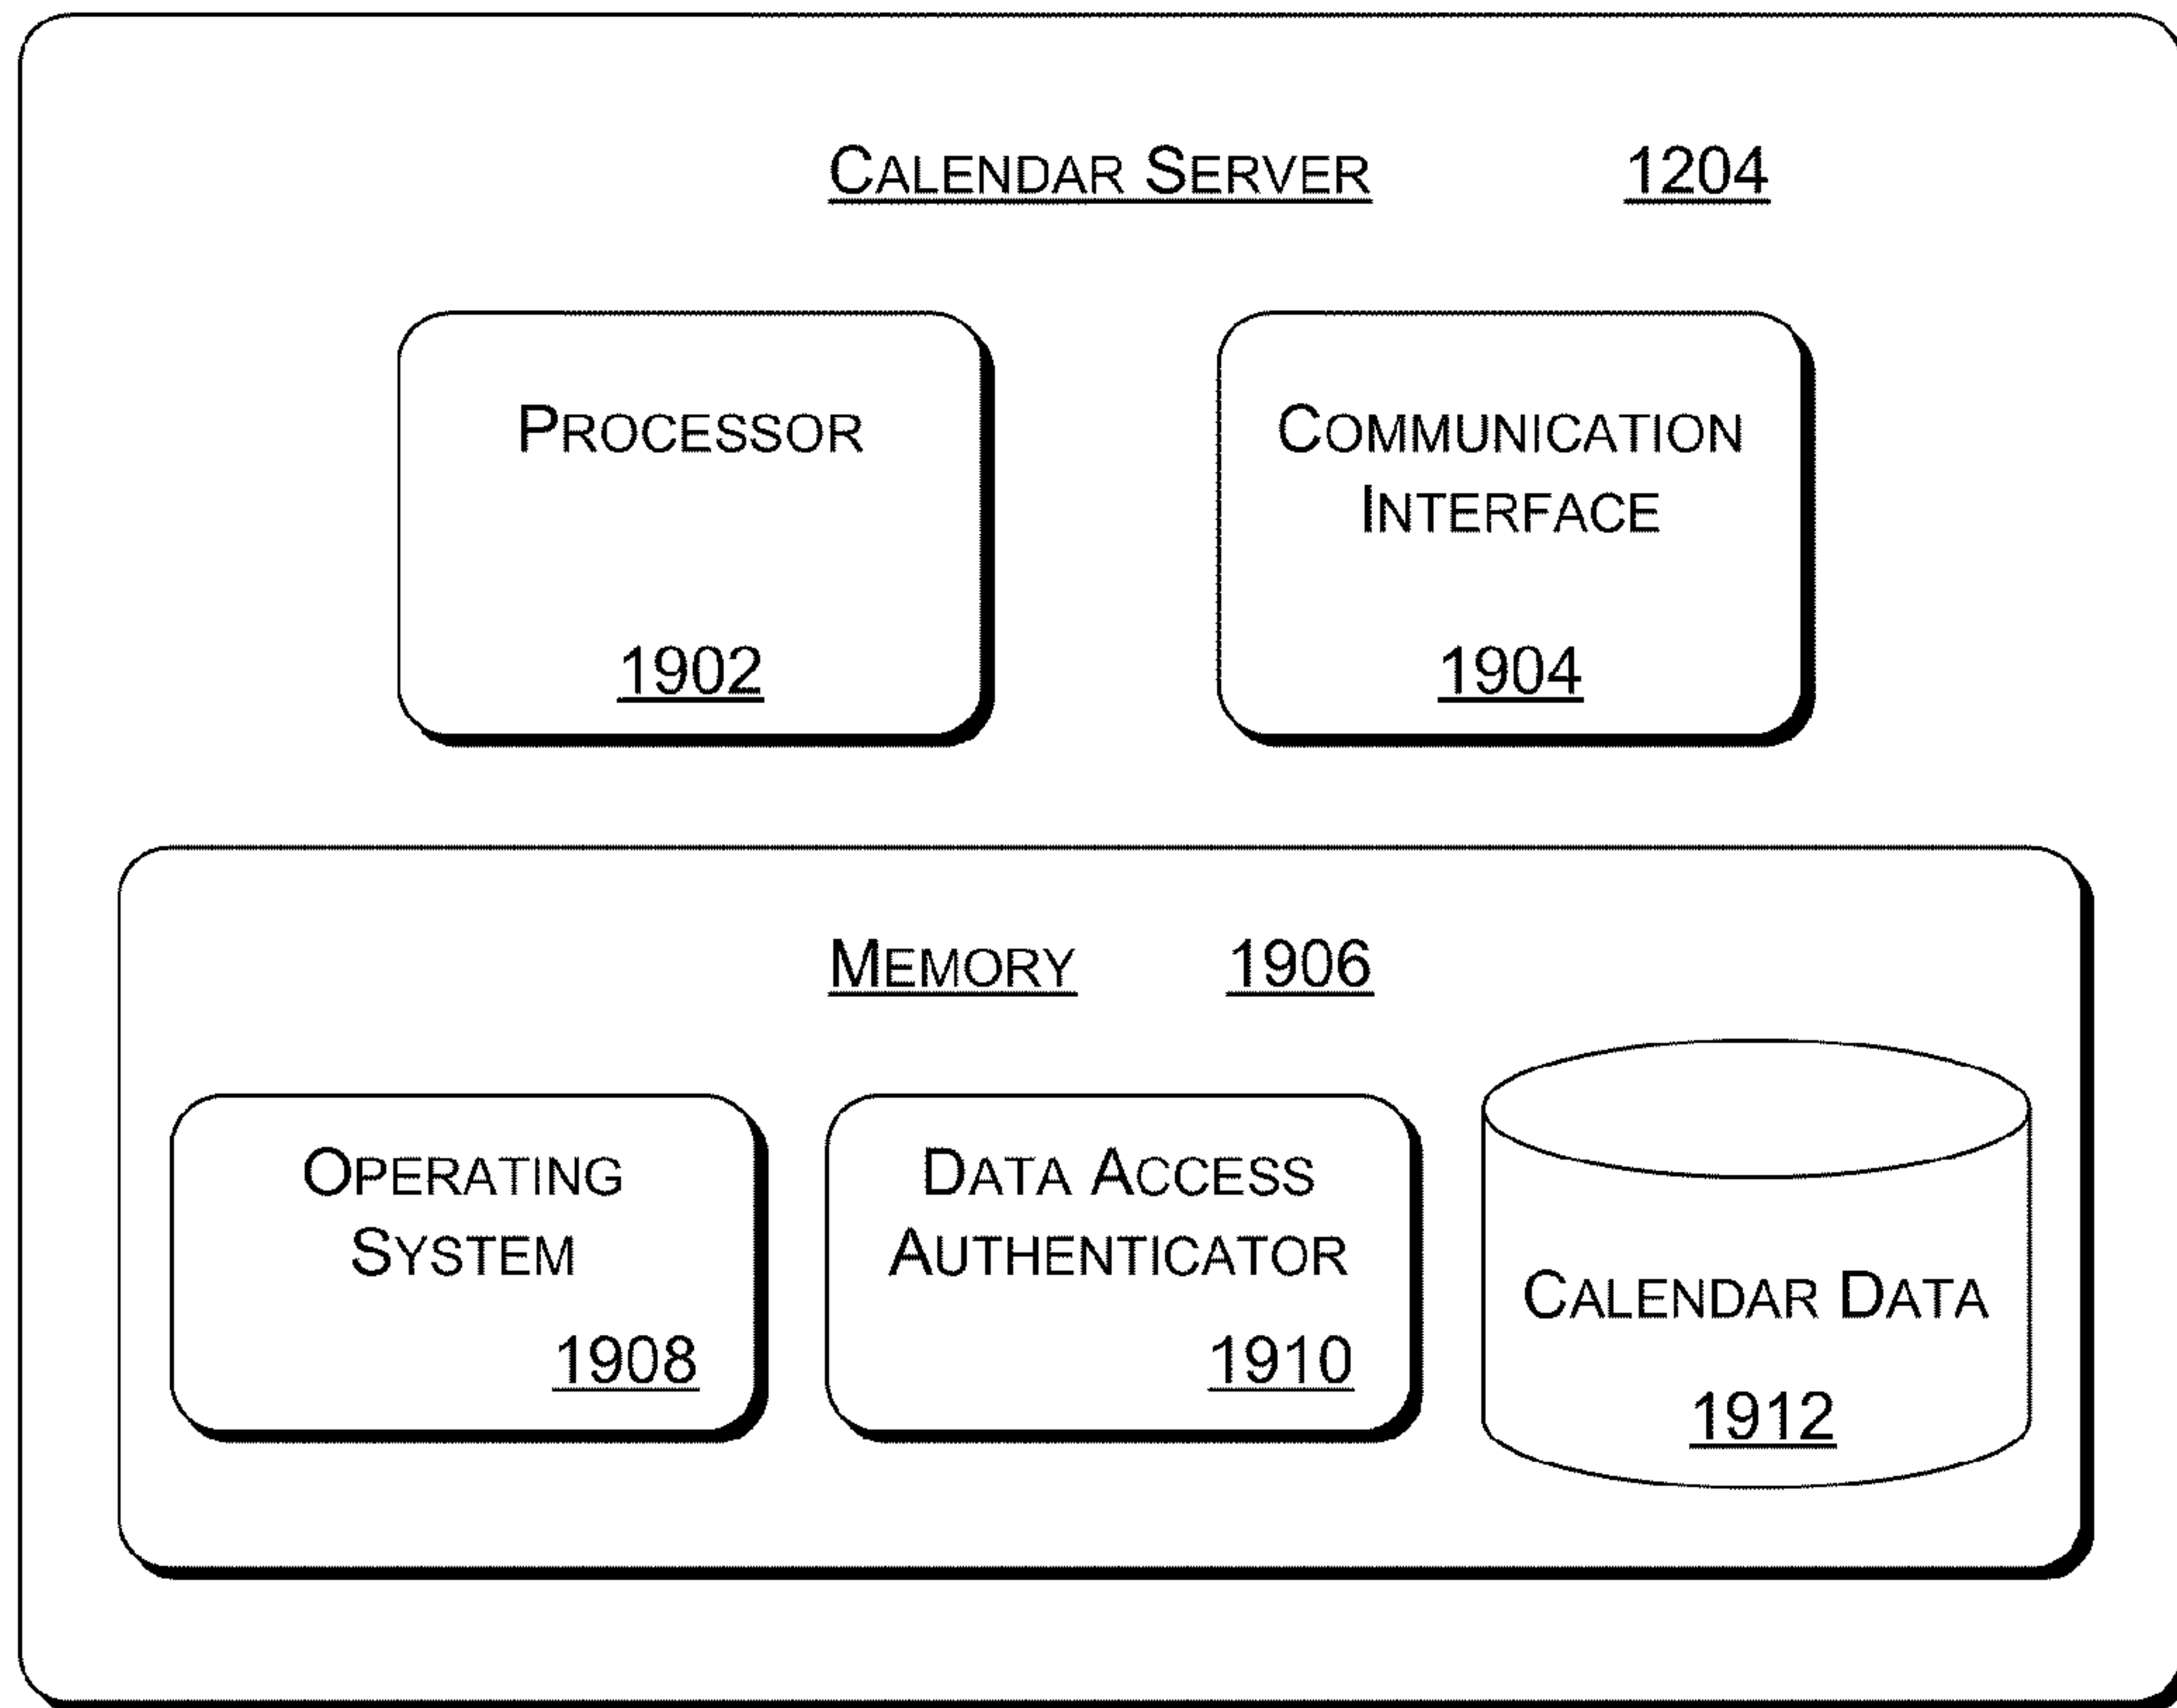 CALENDAR SERVER 1204
PROCESSOR
1902
COMMUNICATION
INTERFACE
1904
MEMORY 1906
OPERATING
SYSTEM
1908
DATA ACCESS
AUTHENTICATOR
1910
CALENDAR DATA
1912